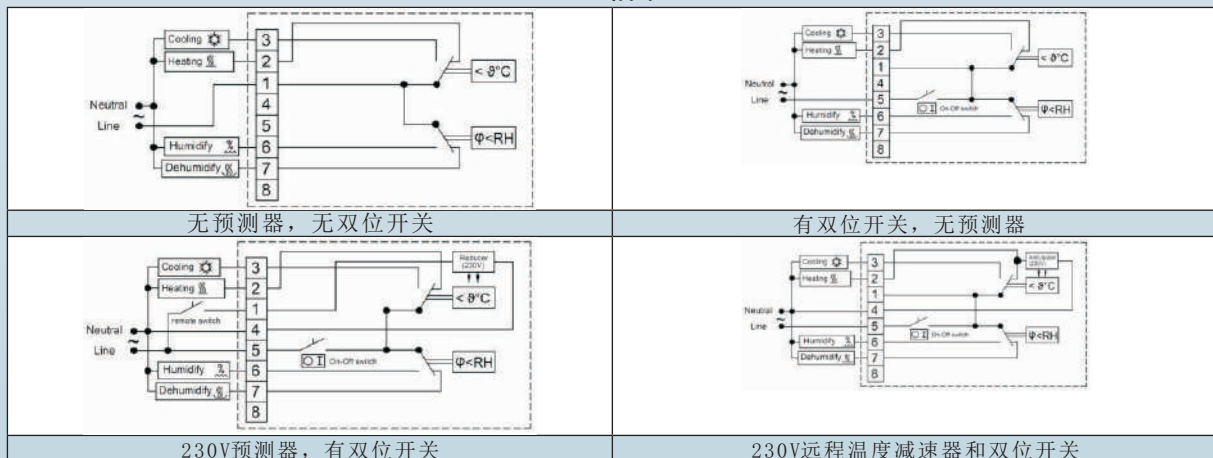 Cooling
Heating
Neutral
Line
Humidify
Dehumidify
3
2
1
4
5
6
7
8
< ϑ°C
φ<RH
无预测器，无双位开关
Cooling
Heating
Neutral
Line
Humidify
Dehumidify
3
2
1
4
5
6
7
8
On-Off switch
< ϑ°C
φ<RH
有双位开关，无预测器
Cooling
Heating
remote switch
Neutral
Line
Humidify
Dehumidify
3
2
1
4
5
6
7
8
Reducer
(230V)
On-Off switch
< ϑ°C
φ<RH
230V预测器，有双位开关
Cooling
Heating
Neutral
Line
Humidify
Dehumidify
3
2
1
4
5
6
7
8
Anticipator
(230V)
On-Off switch
< ϑ°C
φ<RH
230V远程温度减速器和双位开关